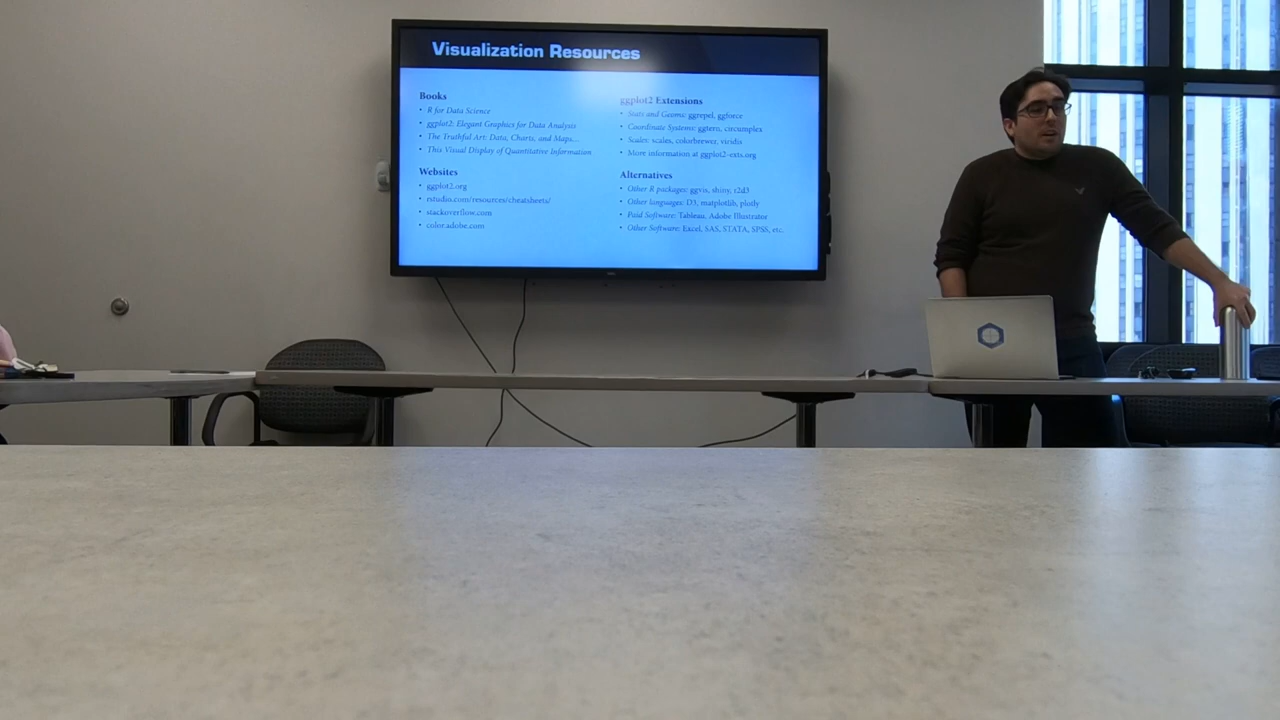 Visualization Resources
Books
• R for Data Science
• ggplot2: Elegant Graphics for Data Analysis
• The Truthful Art: Data, Charts, and Maps...
• This Visual Display of Quantitative Information
Websites
• ggplot2.org
• rstudio.com/resources/cheatsheets/
• stackoverflow.com
• color.adobe.com
ggplot2 Extensions
• Stats and Geoms: ggrepel, ggforce
• Coordinate Systems: ggtern, circumplex
• Scales: scales, colorbrewer, viridis
• More information at ggplot2-exts.org
Alternatives
• Other R packages: ggvis, shiny, r2d3
• Other languages: D3, matplotlib, plotly
• Paid Software: Tableau, Adobe Illustrator
• Other Software: Excel, SAS, STATA, SPSS, etc.